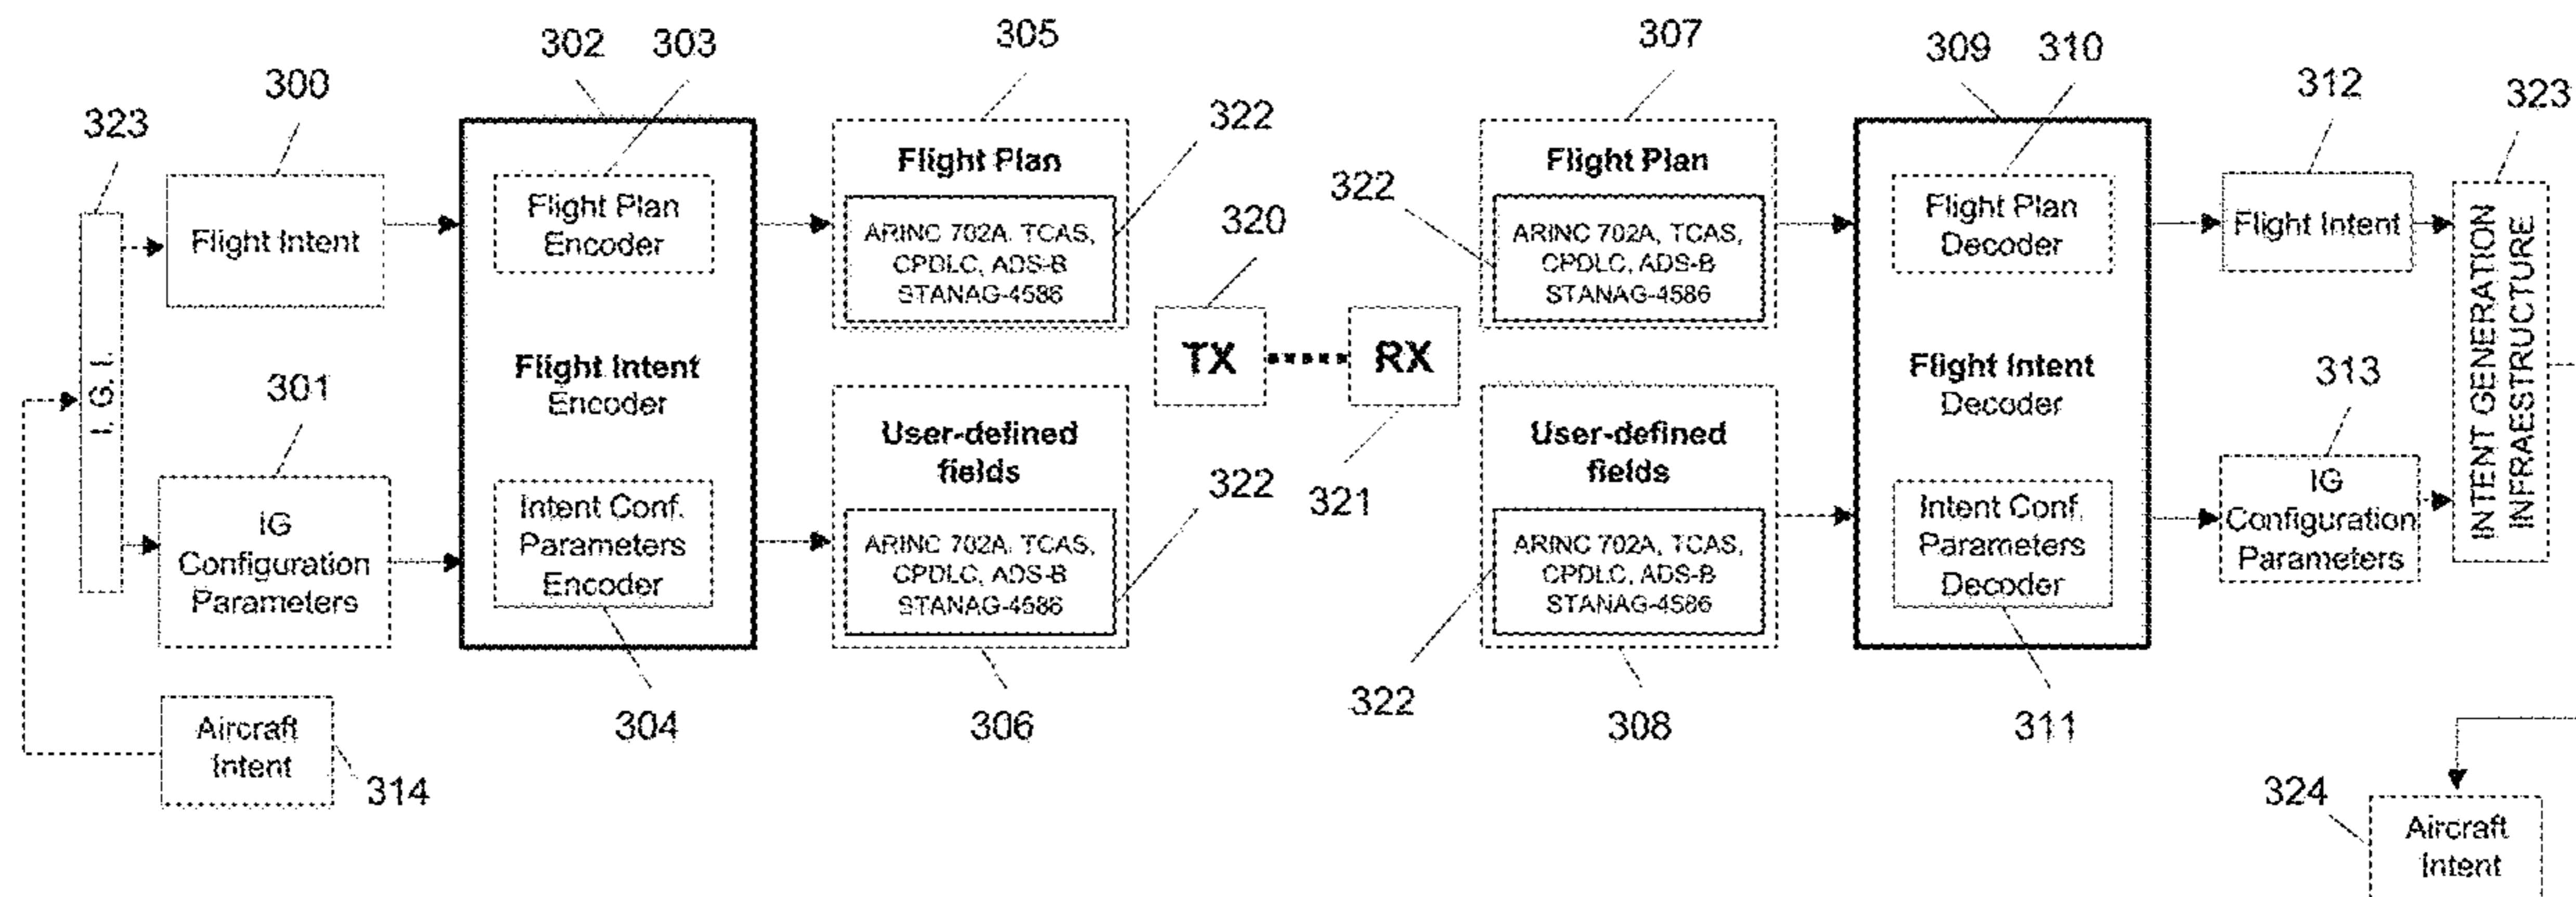 302
303
305
307
309
310
300
312
323
323
322
Flight Plan
Flight Plan
322
Flight Plan
Encoder
Flight Plan
Decoder
Flight Intent
ARINC 702A. TCAS,
CPDLC, ADS-B
STANAG-4586
320
ARINC 702A, TCAS,
CPDLC, ADS-B
STANAG-4586
Flight Intent
I. G. I.
Flight Intent
Encoder
TX
RX
Flight Intent
Decoder
INTENT GENERATION
INFRAESTRUCTURE
301
313
User-defined
fields
322
321
User-defined
fields
IG
Configuration
Parameters
Intent Conf.
Parameters
Encoder
ARINC 702A. TCAS,
CPDLC, ADS-B
STANAG-4586
ARINC 702A, TCAS,
CPDLC, ADS-B
STANAG-4586
Intent Conf.
Parameters
Decoder
IG
Configuration
Parameters
322
304
306
308
311
Aircraft
Intent
314
324
Aircraft
Intent